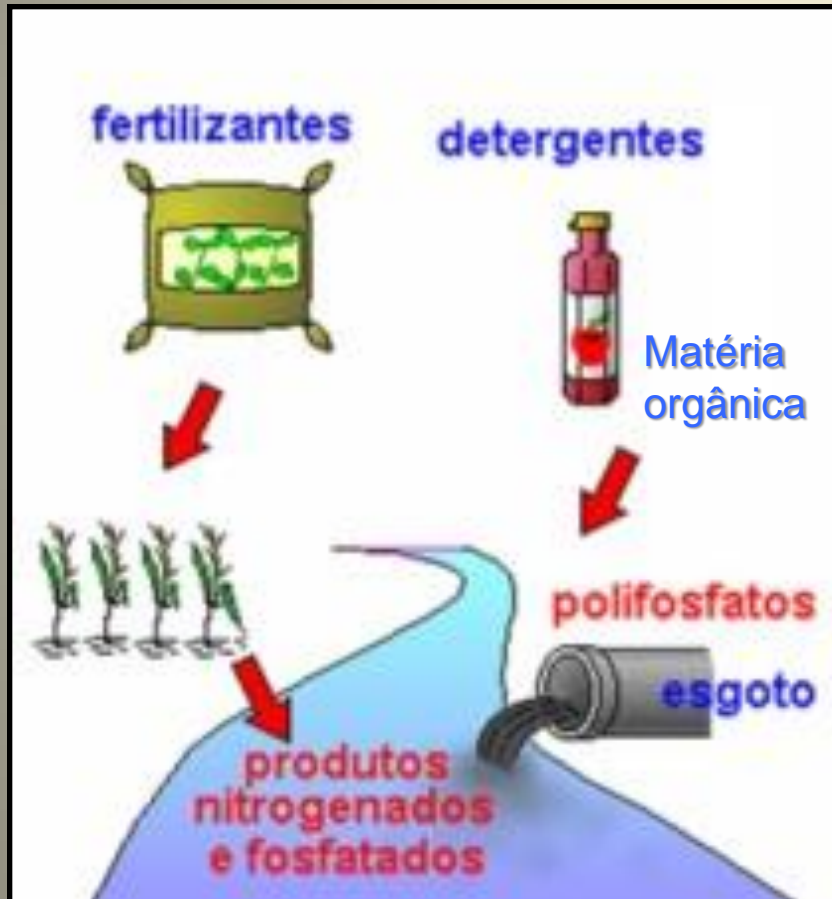 fertilizantes
detergentes
Matéria
orgânica
polifosfatos
esgoto
produtos
nitrogenados
e fosfatados